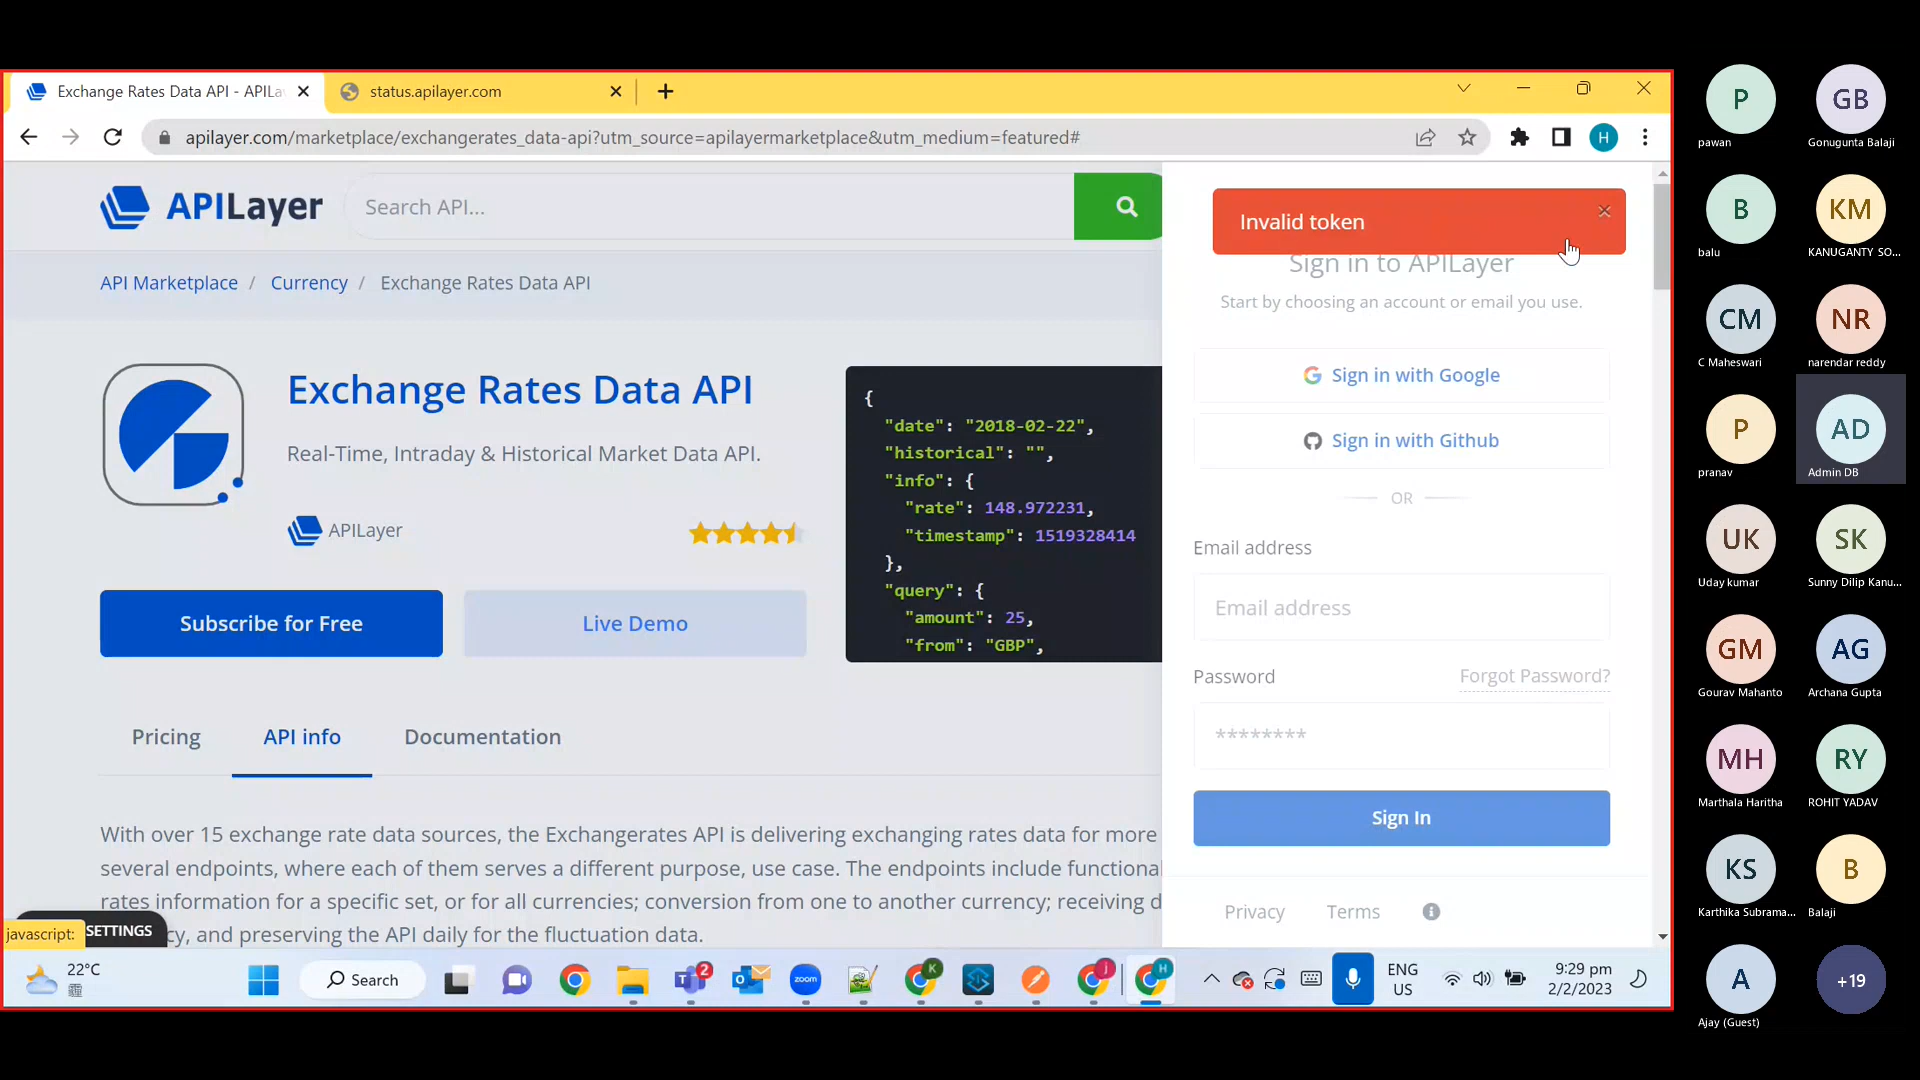 Exchange Rates Data API - APILa
status.apilayer.com
apilayer.com/marketplace/exchangerates_data-api?utm_source=apilayermarketplace&utm_medium=featured#
H
APILayer
Search API...
Invalid token
Sign in to APILayer
Start by choosing an account or email you use.
API Marketplace / Currency / Exchange Rates Data API
Exchange Rates Data API
Real-Time, Intraday & Historical Market Data API.
APILayer
Subscribe for Free
Live Demo
{
"date": "2018-02-22",
"historical": "",
"info": {
"rate": 148.972231,
"timestamp": 1519328414
},
"query": {
"amount": 25,
"from": "GBP",
Sign in with Google
Sign in with Github
OR
Email address
Email address
Password
Forgot Password?
********
Sign In
Privacy
Terms
Pricing
API info
Documentation
With over 15 exchange rate data sources, the Exchangerates API is delivering exchanging rates data for more
several endpoints, where each of them serves a different purpose, use case. The endpoints include functiona
rates information for a specific set, or for all currencies; conversion from one to another currency; receiving d
cy, and preserving the API daily for the fluctuation data.
javascript:
SETTINGS
22°C
霾
Search
2
zoom
K
J
H
ENG
US
9:29 pm
2/2/2023
P
pawan
GB
Gonugunta Balaji
B
balu
KM
KANUGANTY SO...
CM
C Maheswari
NR
narendar reddy
P
pranav
AD
Admin DB
UK
Uday kumar
SK
Sunny Dilip Kanu...
GM
Gourav Mahanto
AG
Archana Gupta
MH
Marthala Haritha
RY
ROHIT YADAV
KS
Karthika Subrama...
B
Balaji
A
Ajay (Guest)
+19